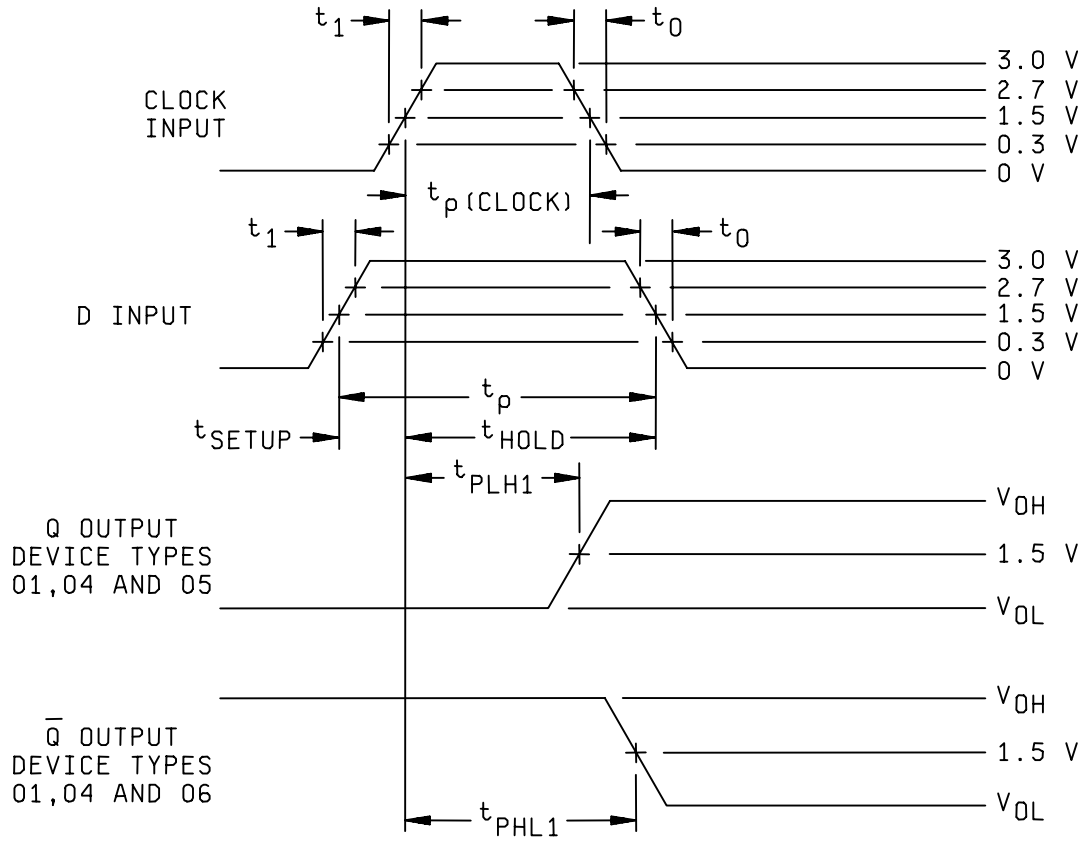 t1
t0
3.0 V
2.7 V
CLOCK
INPUT
1.5 V
0.3 V
0 V
tp(CLOCK)
t1
t0
3.0 V
2.7 V
D INPUT
1.5 V
0.3 V
0 V
tp
tSETUP
tHOLD
tPLH1
VOH
Q OUTPUT
DEVICE TYPES
01,04 AND 05
1.5 V
VOL
VOH
Q̅ OUTPUT
DEVICE TYPES
01,04 AND 06
1.5 V
VOL
tPHL1